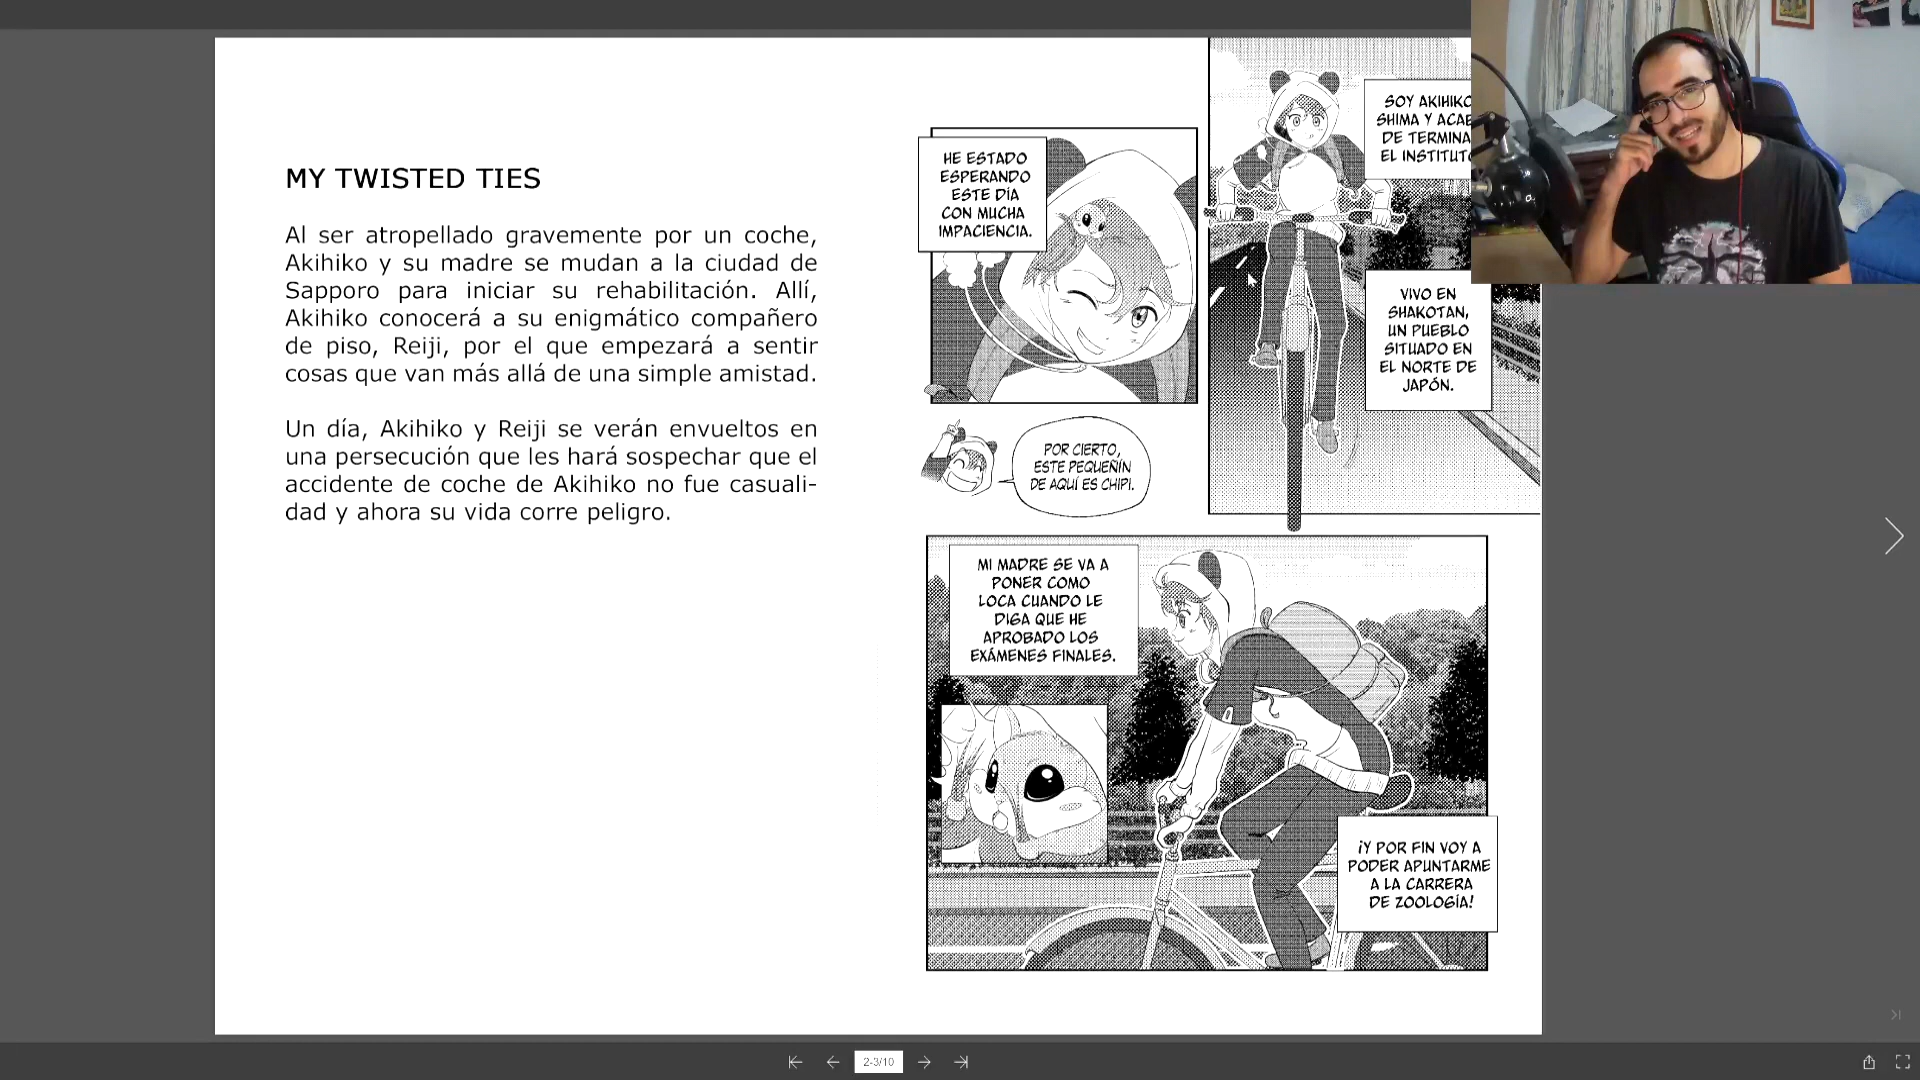 MY TWISTED TIES
Al ser atropellado gravemente por un coche,
Akihiko y su madre se mudan a la ciudad de
Sapporo para iniciar su rehabilitación. Allí,
Akihiko conocerá a su enigmático compañero
de piso, Reiji, por el que empezará a sentir
cosas que van más allá de una simple amistad.
Un día, Akihiko y Reiji se verán envueltos en
una persecución que les hará sospechar que el
accidente de coche de Akihiko no fue casuali-
dad y ahora su vida corre peligro.
HE ESTADO
ESPERANDO
ESTE DÍA
CON MUCHA
IMPACIENCIA.
SOY AKIHIKO
SHIMA Y ACAB
DE TERMINA
EL INSTITUTO
VIVO EN
SHAKOTAN,
UN PUEBLO
SITUADO EN
EL NORTE DE
JAPÓN.
POR CIERTO,
ESTE PEQUEÑÍN
DE AQUÍ ES CHIPI.
MI MADRE SE VA A
PONER COMO
LOCA CUANDO LE
DIGA QUE HE
APROBADO LOS
EXÁMENES FINALES.
¡Y POR FIN VOY A
PODER APUNTARME
A LA CARRERA
DE ZOOLOGÍA!
2-3/10